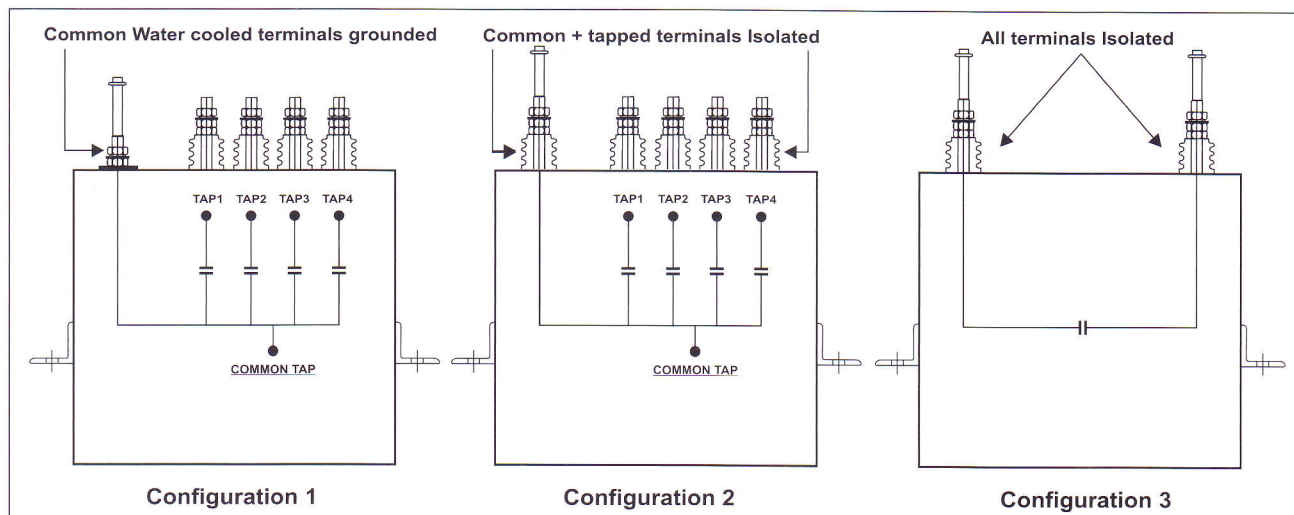 Common Water cooled terminals grounded
TAP1 TAP2 TAP3 TAP4
COMMON TAP
Configuration 1
Common + tapped terminals Isolated
TAP1 TAP2 TAP3 TAP4
COMMON TAP
Configuration 2
All terminals Isolated
Configuration 3